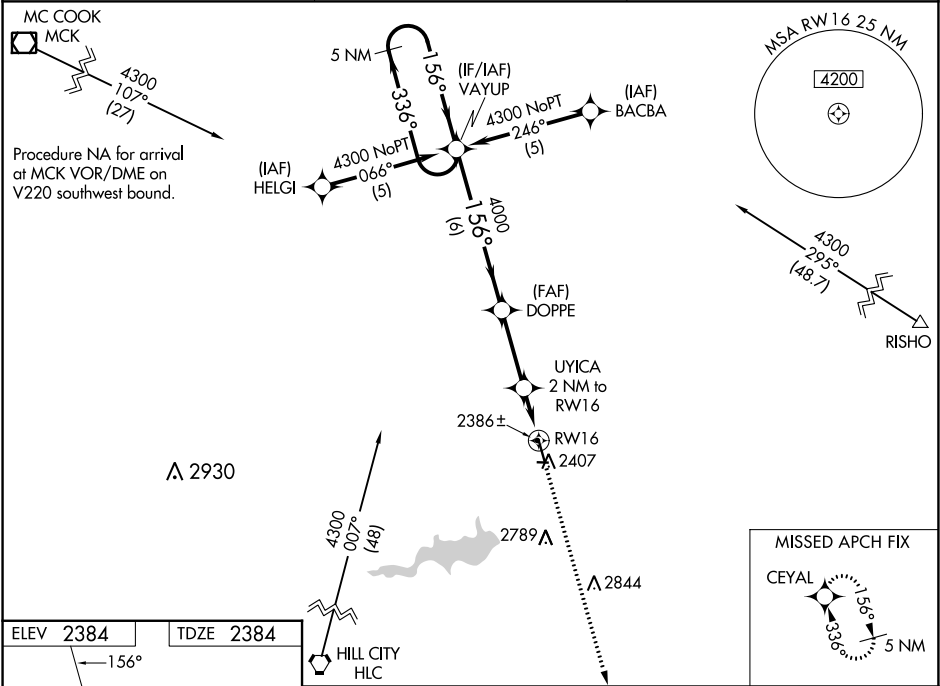 MC COOK
MCK
4300
107°
(27)
Procedure NA for arrival
at MCK VOR/DME on
V220 southwest bound.
5 NM
156°
336°
(IF/IAF)
VAYUP
4300 NoPT
246°
(5)
(IAF)
BACBA
(IAF)
HELGI
4300 NoPT
066°
(5)
4000
156°
(6)
MSA RW16 25 NM
4200
4300
295°
(48.7)
RISHO
(FAF)
DOPPE
UYICA
2 NM to
RW16
2386±
RW16
2407
2930
2789
2844
4300
007°
(48)
HILL CITY
HLC
MISSED APCH FIX
CEYAL
156°
336°
5 NM
ELEV 2384
TDZE 2384
156°